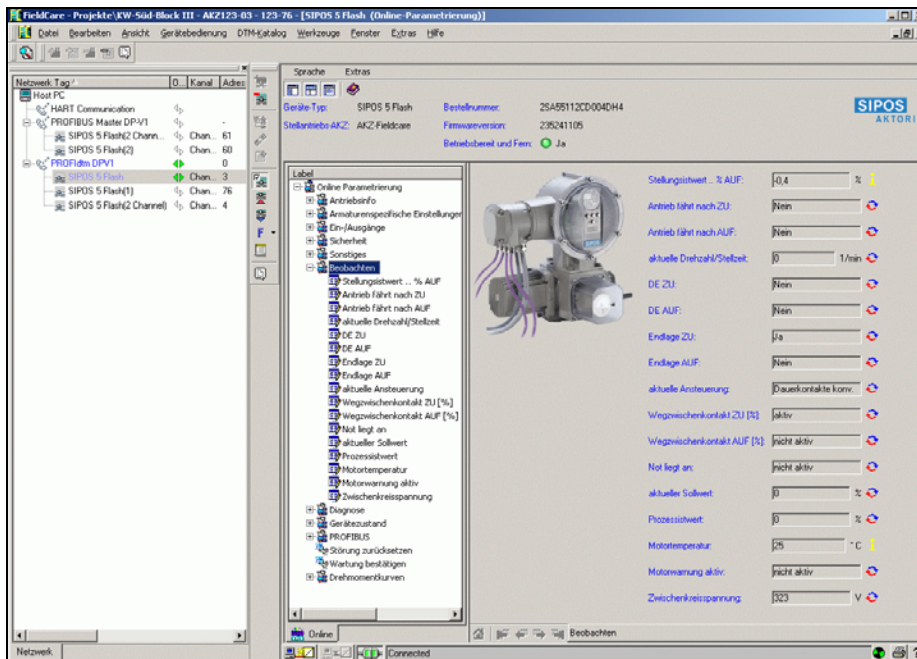 FieldCare - Projekte\KW-Süd-Block III - AKZ123-03 - 123-76 - [SIPOS 5 Flash (Online-Parametrierung)]
Datei Bearbeiten Ansicht Gerätebedienung DTM-Katalog Werkzeuge Fenster Extras Hilfe
Netzwerk Tag O... Kanal Adres
Host PC
HART Communication
PROFIBUS Master DP-V1 -
SIPOS 5 Flash(2 Chann... Chan... 61
SIPOS 5 Flash(2) Chan... 60
PROFIdtm DPV1 0
SIPOS 5 Flash Chan... 3
SIPOS 5 Flash(1) Chan... 76
SIPOS 5 Flash(2 Channel) Chan... 4
Netzwerk
F
Sprache Extras
Geräte-Typ: SIPOS 5 Flash Bestellnummer: 2SA55112CD004DH4
Stellantriebs-AKZ: AKZ-Fieldcare Firmwareversion: 235241105
Betriebsbereit und Fern: Ja
SIPOS
AKTORI
Label
Online Parametrierung
Antriebsinfo
Armaturenspezifische Einstellunger
Ein-/Ausgänge
Sicherheit
Sonstiges
Beobachten
Stellungsistwert .. % AUF
Antrieb fährt nach ZU
Antrieb fährt nach AUF
aktuelle Drehzahl/Stellzeit
DE ZU
DE AUF
Endlage ZU
Endlage AUF
aktuelle Ansteuerung
Wegzwischenkontakt ZU [%]
Wegzwischenkontakt AUF [%]
Not liegt an
aktueller Sollwert
Prozessistwert
Motortemperatur
Motorwarnung aktiv
Zwischenkreisspannung
Diagnose
Gerätezustand
PROFIBUS
Störung zurücksetzen
Wartung bestätigen
Drehmomentkurven
Online
Stellungsistwert .. % AUF: -0,4 %
Antrieb fährt nach ZU: Nein
Antrieb fährt nach AUF: Nein
aktuelle Drehzahl/Stellzeit: 0 1/min
DE ZU: Nein
DE AUF: Nein
Endlage ZU: Ja
Endlage AUF: Nein
aktuelle Ansteuerung: Dauerkontakte konv.
Wegzwischenkontakt ZU [%]: aktiv
Wegzwischenkontakt AUF [%]: nicht aktiv
Not liegt an: nicht aktiv
aktueller Sollwert: 0 %
Prozessistwert: 0 %
Motortemperatur: 25 °C
Motorwarnung aktiv: nicht aktiv
Zwischenkreisspannung: 323 V
Beobachten
Connected